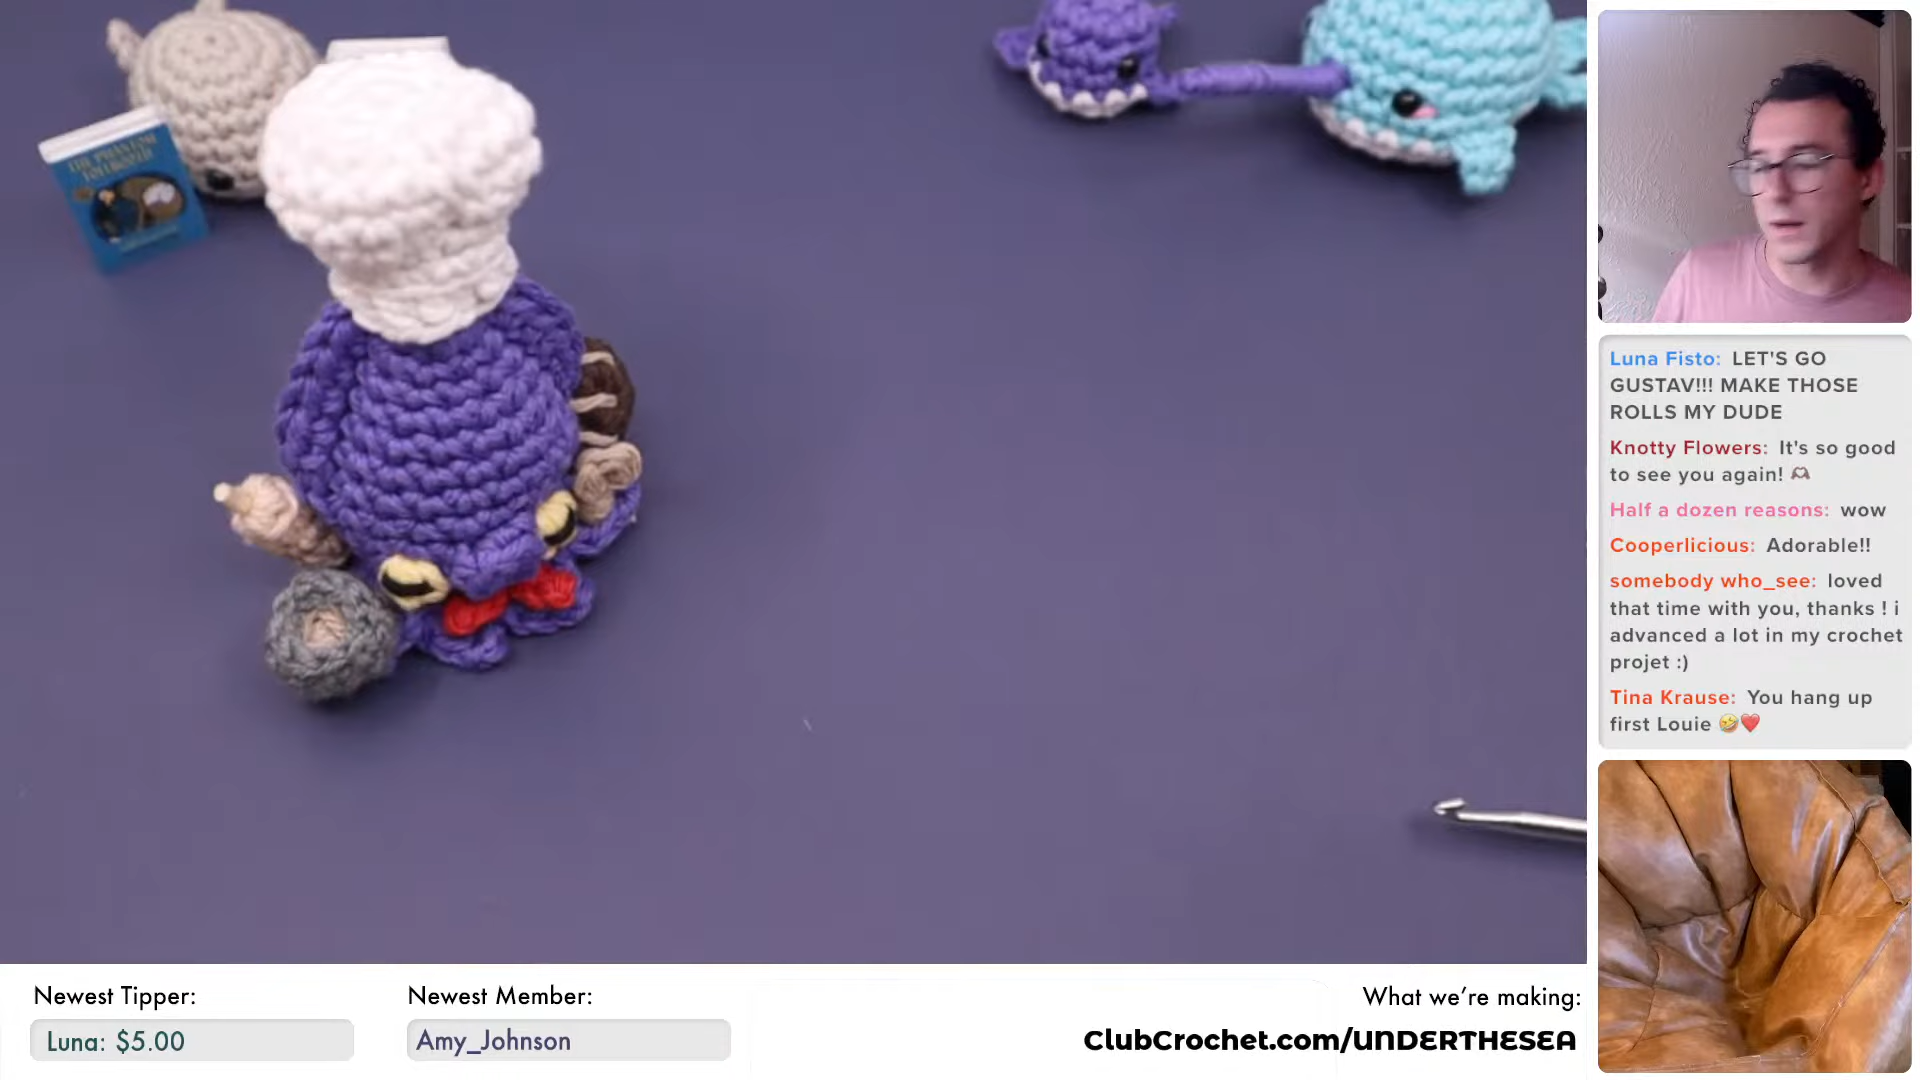 THE PHANTOM
TOLLBOOTH
Luna Fisto: LET'S GO
GUSTAV!!! MAKE THOSE
ROLLS MY DUDE
Knotty Flowers: It's so good
to see you again! 🫶
Half a dozen reasons: wow
Cooperlicious: Adorable!!
somebody who_see: loved
that time with you, thanks ! i
advanced a lot in my crochet
projet :)
Tina Krause: You hang up
first Louie 🤣❤️
Newest Tipper:
Luna: $5.00
Newest Member:
Amy_Johnson
What we're making:
ClubCrochet.com/UNDERTHESEA